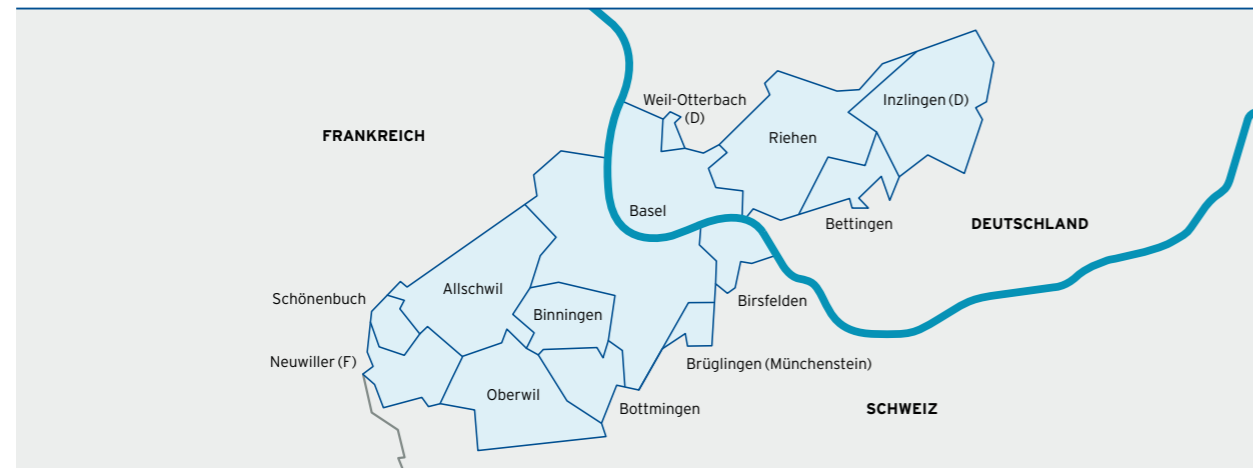 Weil-Otterbach
(D)
Inzlingen (D)
FRANKREICH
Riehen
Basel
Bettingen
DEUTSCHLAND
Schönenbuch
Allschwil
Birsfelden
Binningen
Neuwiller (F)
Brüglingen (Münchenstein)
Oberwil
Bottmingen
SCHWEIZ